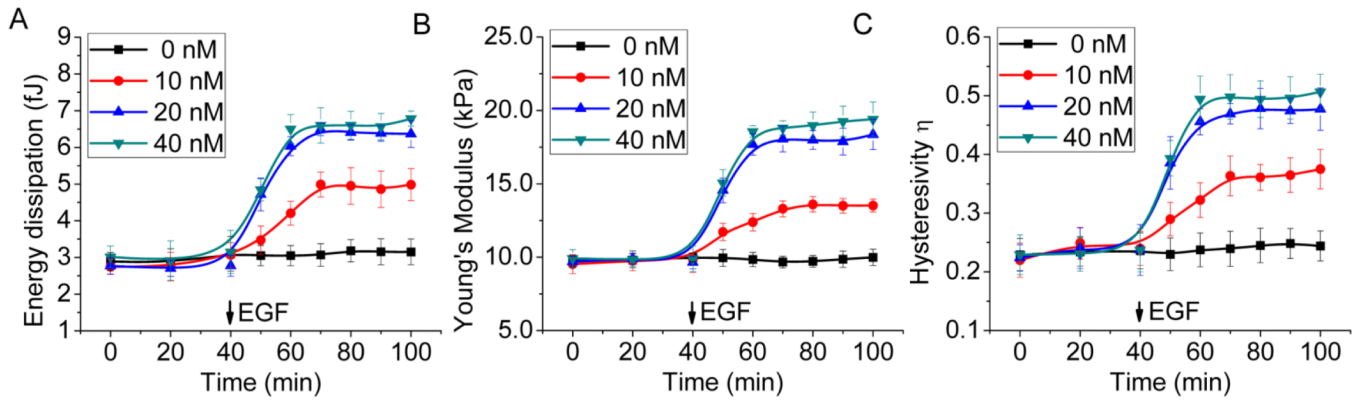 A
Energy dissipation (fJ)
9
8
7
6
5
4
3
2
1
0 nM
10 nM
20 nM
40 nM
EGF
0 20 40 60 80 100
Time (min)
B
Young's Modulus (kPa)
25.0
20.0
15.0
10.0
5.0
0 nM
10 nM
20 nM
40 nM
EGF
0 20 40 60 80 100
Time (min)
C
Hysteresivity η
0.6
0.5
0.4
0.3
0.2
0.1
0 nM
10 nM
20 nM
40 nM
EGF
0 20 40 60 80 100
Time (min)